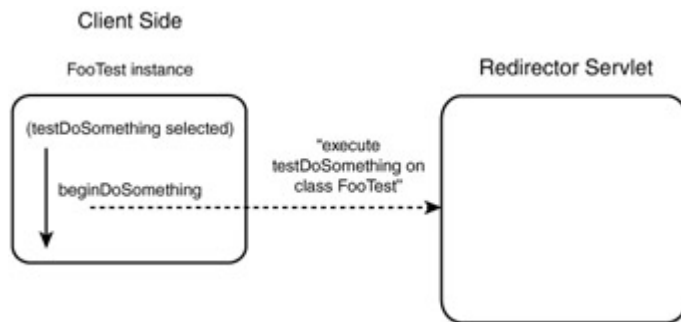 Client Side
FooTest instance
Redirector Servlet
(testDoSomething selected)
"execute
testDoSomething on
class FooTest"
beginDoSomething